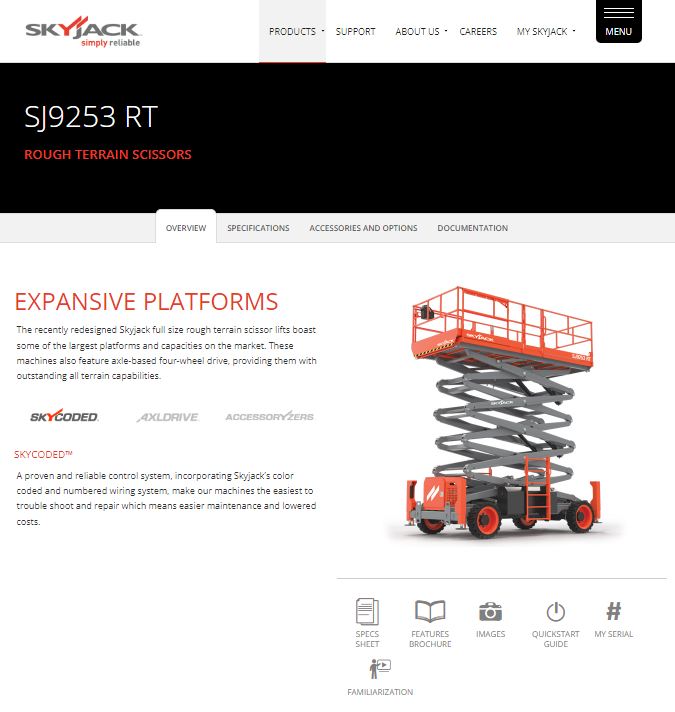 SKYJACK
simply reliable
PRODUCTS
SUPPORT
ABOUT US
CAREERS
MY SKYJACK
MENU
SJ9253 RT
ROUGH TERRAIN SCISSORS
OVERVIEW
SPECIFICATIONS
ACCESSORIES AND OPTIONS
DOCUMENTATION
EXPANSIVE PLATFORMS
The recently redesigned Skyjack full size rough terrain scissor lifts boast
some of the largest platforms and capacities on the market. These
machines also feature axle-based four-wheel drive, providing them with
outstanding all terrain capabilities.
SKYCODED
AXLDRIVE
ACCESSORYZERS
SKYCODED™
A proven and reliable control system, incorporating Skyjack's color
coded and numbered wiring system, make our machines the easiest to
trouble shoot and repair which means easier maintenance and lowered
costs.
SKYJACK
SJ9253 RT
SKYJACK
SPECS
SHEET
FEATURES
BROCHURE
IMAGES
QUICKSTART
GUIDE
#
MY SERIAL
FAMILIARIZATION